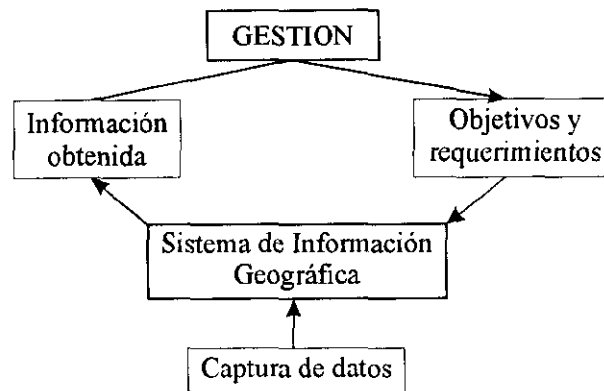 GESTION
Información
obtenida
Objetivos y
requerimientos
Sistema de Información
Geográfica
Captura de datos